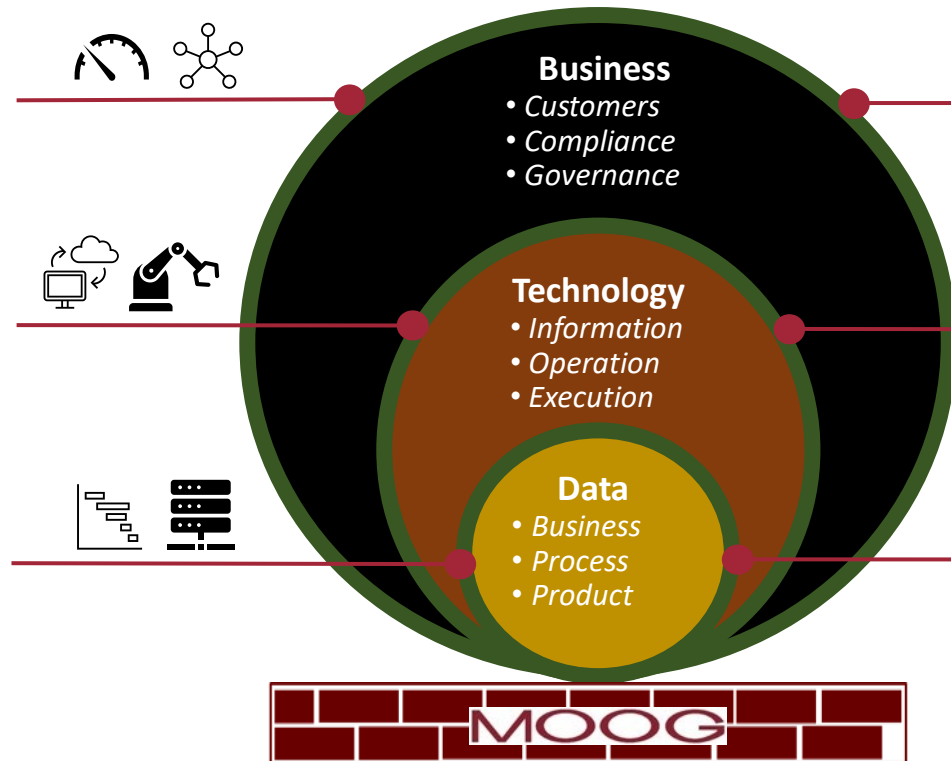 Business
• Customers
• Compliance
• Governance
Technology
• Information
• Operation
• Execution
Data
• Business
• Process
• Product
MOOG